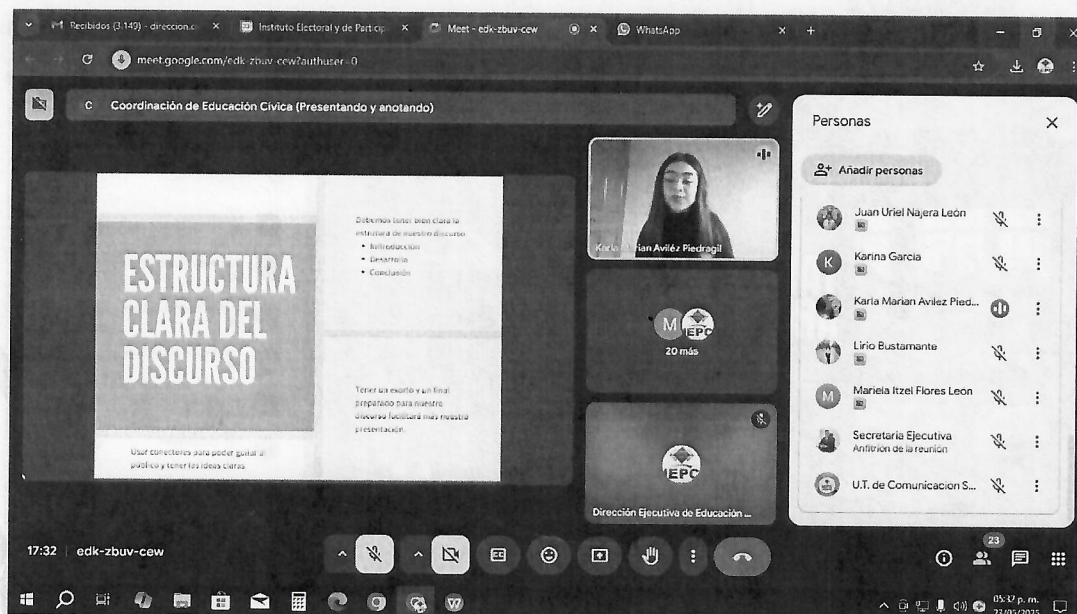 Recibidos (3.149) - direccion.c
Instituto Electoral y de Particip
Meet - edk-zbuv-cew
WhatsApp
meet.google.com/edk-zbuv-cew?authuser=0
C Coordinación de Educación Cívica (Presentando y anotando)
ESTRUCTURA
CLARA DEL
DISCURSO
Debemos tener bien clara la
estrutura de nuestro discurso
• Introducción
• Desarrollo
• Conclusión
Tener un exordio y un final
preparado para nuestro
discurso facilitará más nuestra
presentación.
Usar conectores para poder guiar al
público y tener las ideas claras
Karla Marian Aviléz Piedragil
M
IEPC
20 más
IEPC
Dirección Ejecutiva de Educación ...
Personas
Añadir personas
Juan Uriel Najera León
K
Karina García
Karla Marian Avilez Pied...
Lirio Bustamante
M
Mariela Itzel Flores León
Secretaria Ejecutiva
Anfitrión de la reunión
U.T. de Comunicacion S...
17:32 | edk-zbuv-cew
23
05:32 p. m.